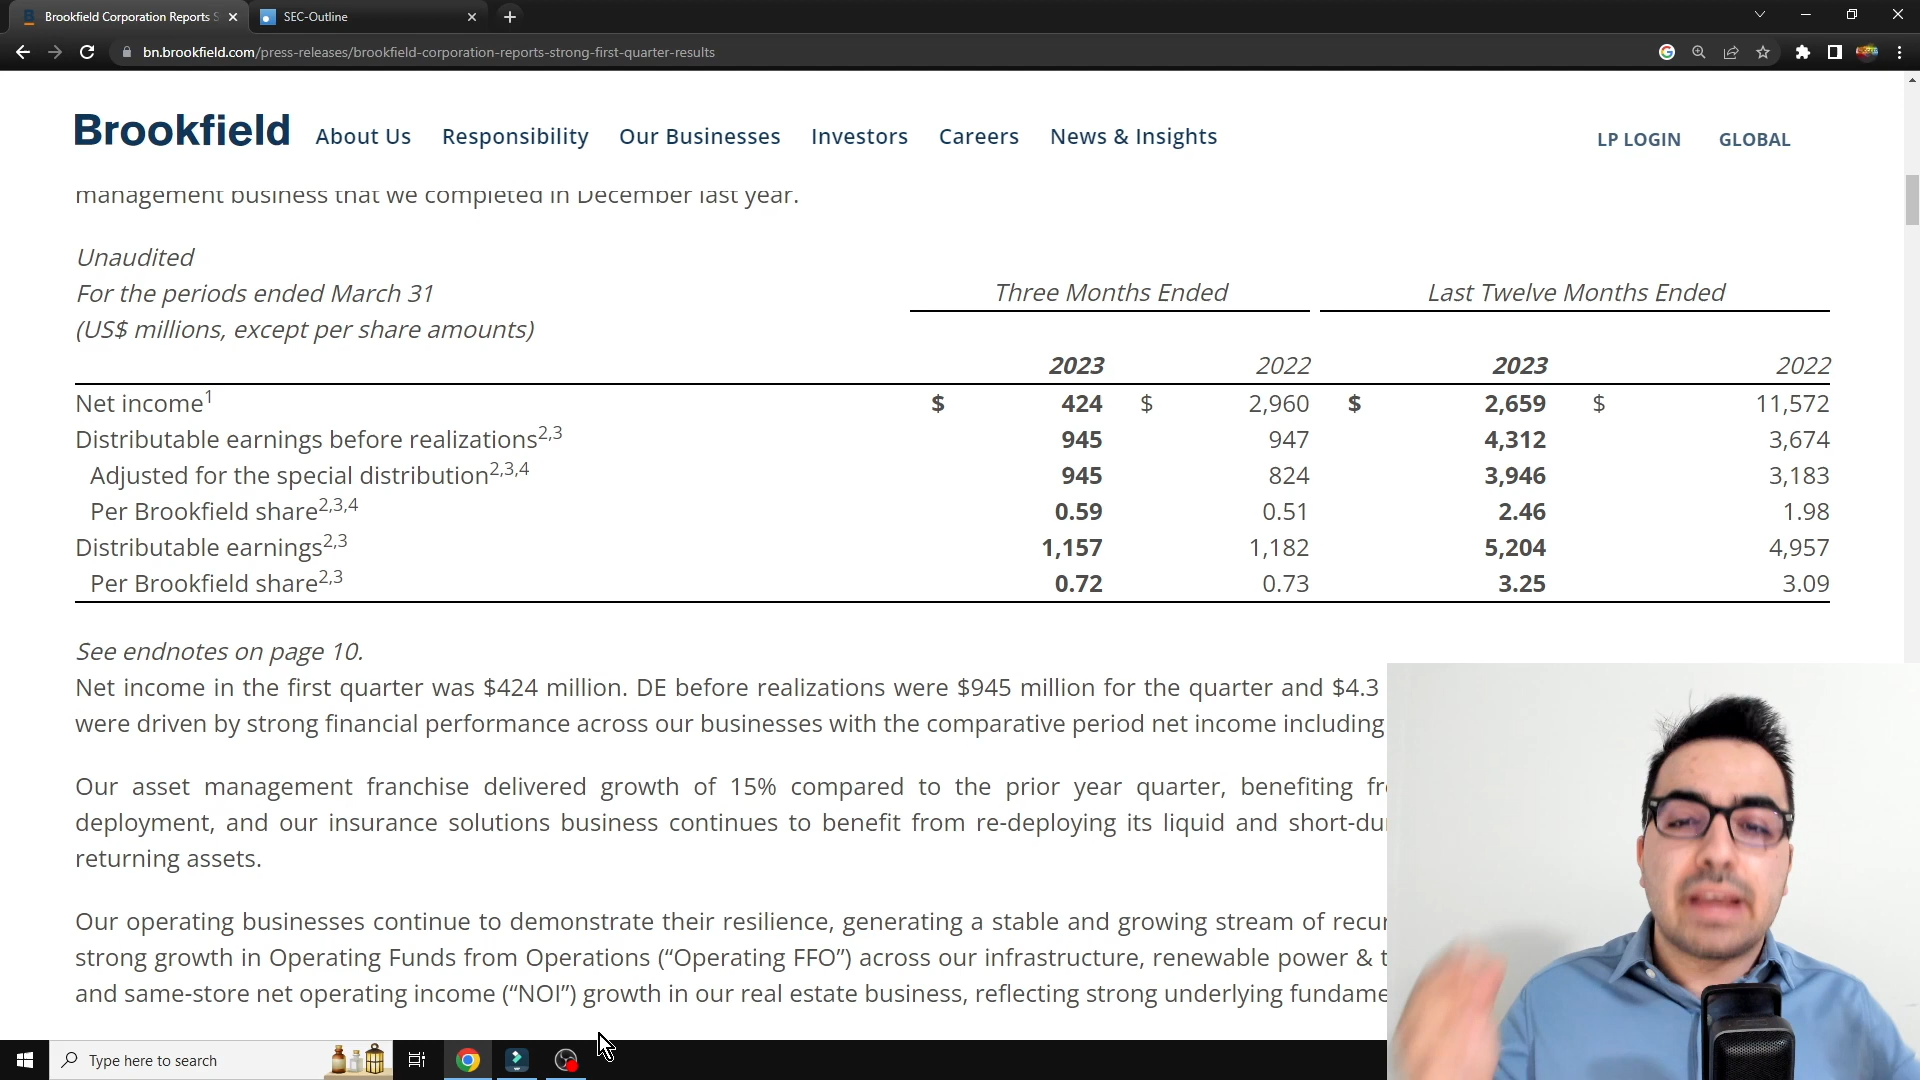 Brookfield Corporation Reports S
SEC-Outline
bn.brookfield.com/press-releases/brookfield-corporation-reports-strong-first-quarter-results
Brookfield
About Us Responsibility Our Businesses Investors Careers News & Insights
LP LOGIN GLOBAL
management business that we completed in December last year.
Unaudited
For the periods ended March 31
(US$ millions, except per share amounts)
Three Months Ended Last Twelve Months Ended
2023 2022 2023 2022
Net income1 $ 424 $ 2,960 $ 2,659 $ 11,572
Distributable earnings before realizations2,3 945 947 4,312 3,674
Adjusted for the special distribution2,3,4 945 824 3,946 3,183
Per Brookfield share2,3,4 0.59 0.51 2.46 1.98
Distributable earnings2,3 1,157 1,182 5,204 4,957
Per Brookfield share2,3 0.72 0.73 3.25 3.09
See endnotes on page 10.
Net income in the first quarter was $424 million. DE before realizations were $945 million for the quarter and $4.3
were driven by strong financial performance across our businesses with the comparative period net income including
Our asset management franchise delivered growth of 15% compared to the prior year quarter, benefiting fr
deployment, and our insurance solutions business continues to benefit from re-deploying its liquid and short-du
returning assets.
Our operating businesses continue to demonstrate their resilience, generating a stable and growing stream of recur
strong growth in Operating Funds from Operations (“Operating FFO”) across our infrastructure, renewable power & t
and same-store net operating income (“NOI”) growth in our real estate business, reflecting strong underlying fundame
Type here to search